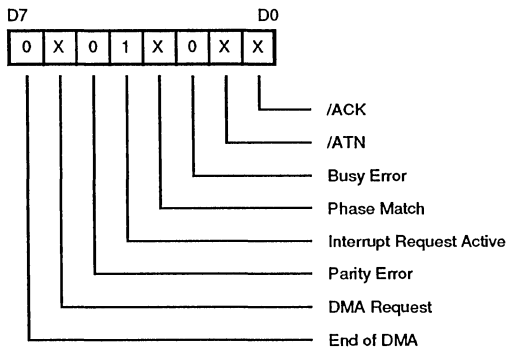 D7 D0
0 X 0 1 X 0 X X
/ACK
/ATN
Busy Error
Phase Match
Interrupt Request Active
Parity Error
DMA Request
End of DMA